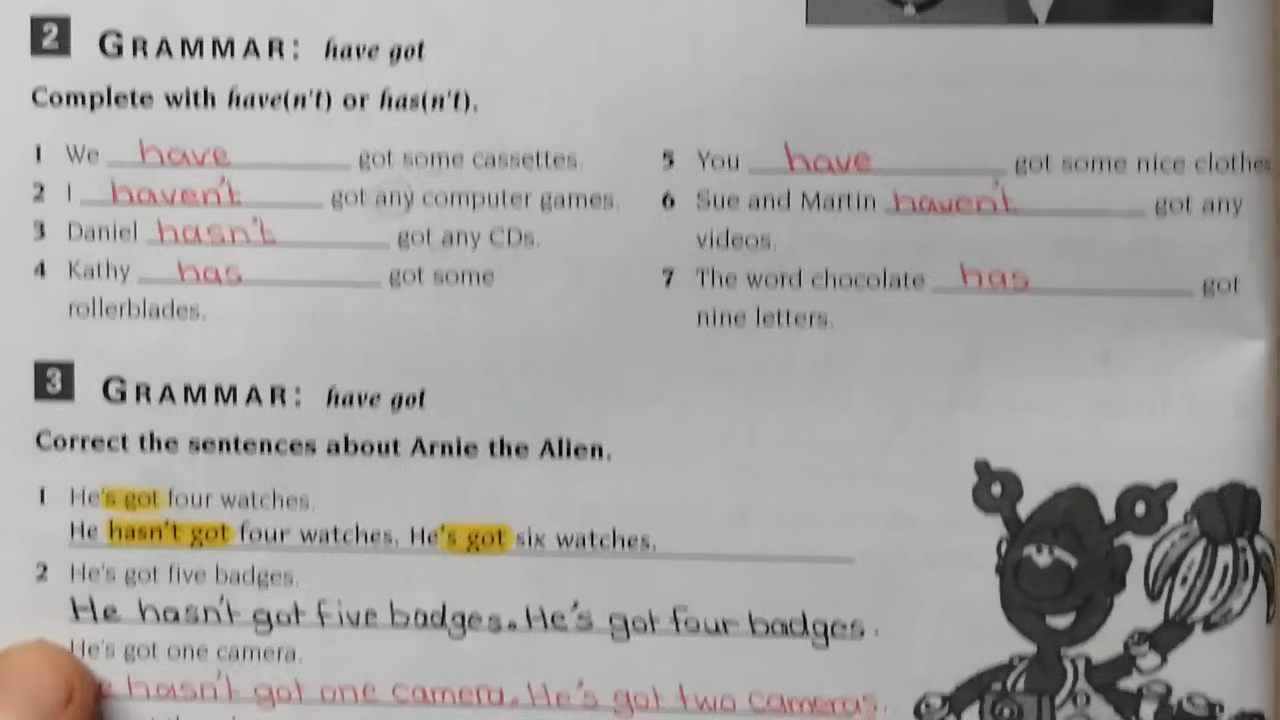 2 GRAMMAR: have got
Complete with have(n't) or has(n't).
1 We have got some cassettes.
2 I haven't got any computer games.
3 Daniel hasn't got any CDs.
4 Kathy has got some
rollerblades.
5 You have got some nice clothes
6 Sue and Martin haven't got any
videos.
7 The word chocolate has got
nine letters.
3 GRAMMAR: have got
Correct the sentences about Arnie the Alien.
1 He's got four watches.
He hasn't got four watches. He's got six watches.
2 He's got five badges.
He hasn't got five badges. He's got four badges.
He's got one camera.
hasn't got one camera. He's got two cameras.